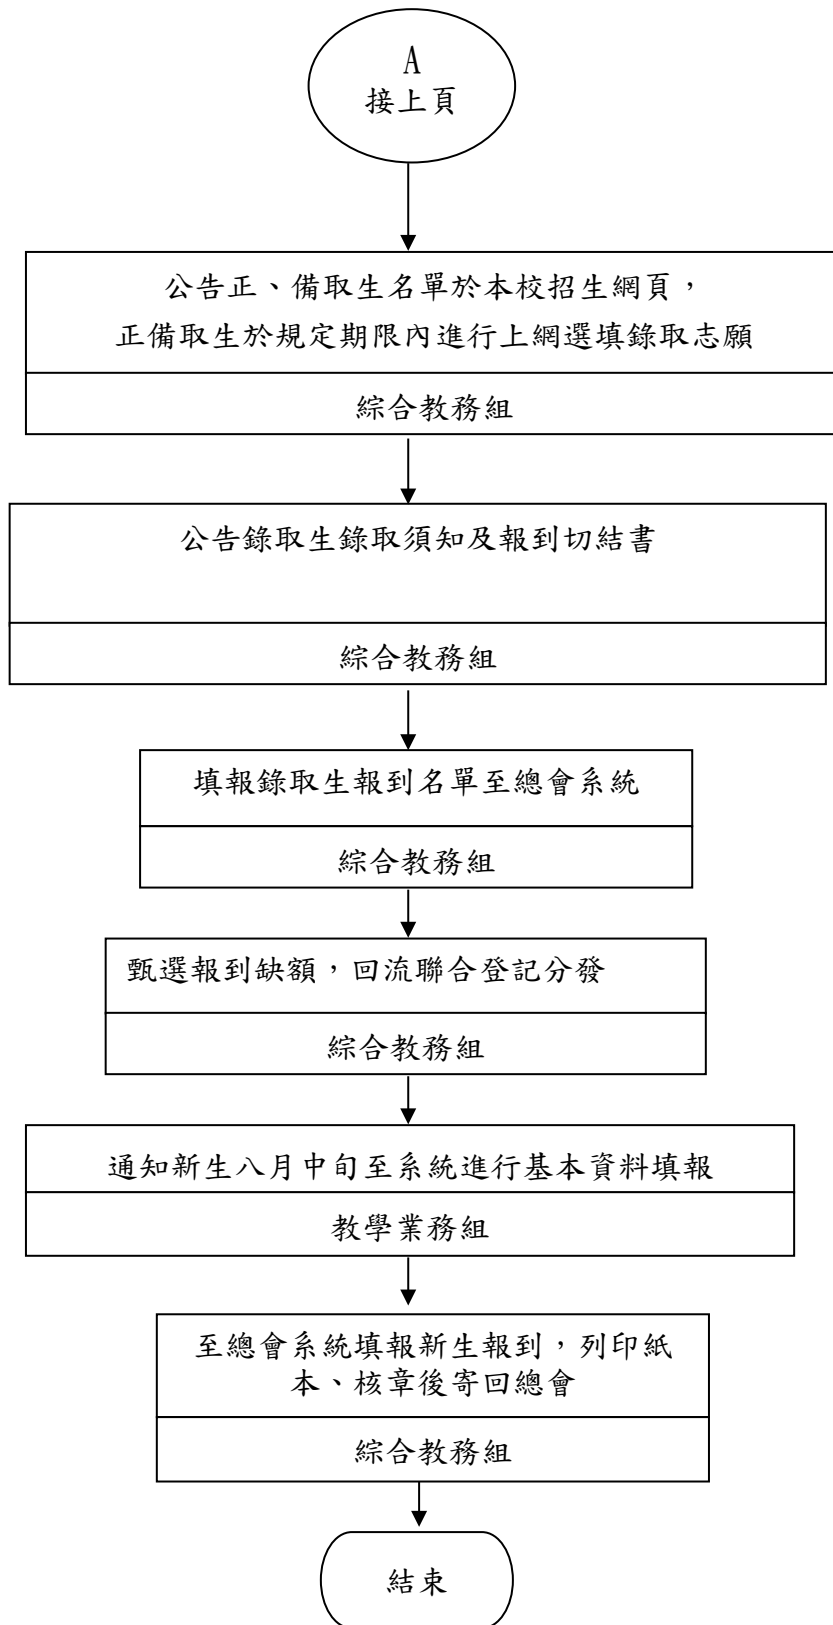 A
接上頁
公告正、備取生名單於本校招生網頁，
正備取生於規定期限內進行上網選填錄取志願
綜合教務組
公告錄取生錄取須知及報到切結書
綜合教務組
填報錄取生報到名單至總會系統
綜合教務組
甄選報到缺額，回流聯合登記分發
綜合教務組
通知新生八月中旬至系統進行基本資料填報
教學業務組
至總會系統填報新生報到，列印紙
本、核章後寄回總會
綜合教務組
結束